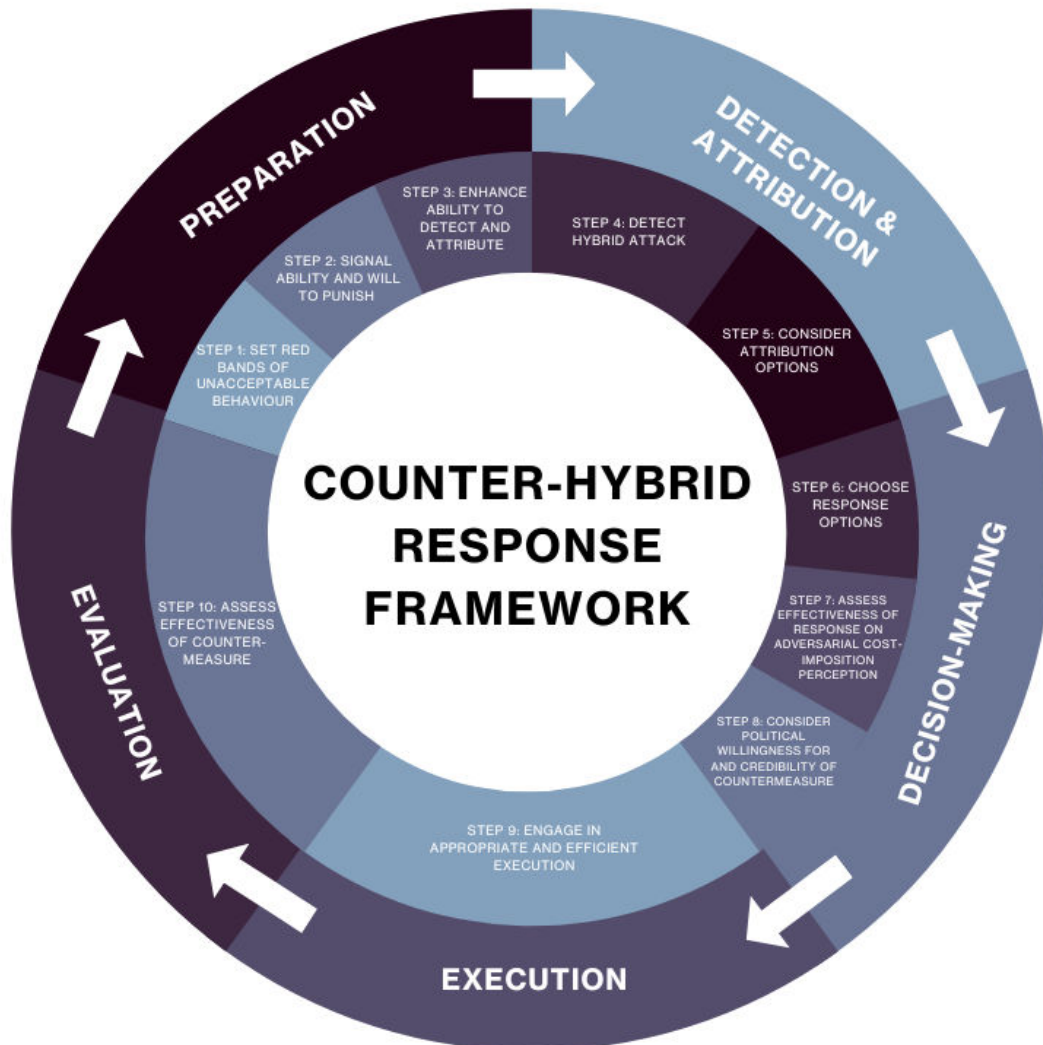 PREPARATION
STEP 1: SET RED
BANDS OF
UNACCEPTABLE
BEHAVIOUR
STEP 2: SIGNAL
ABILITY AND WILL
TO PUNISH
STEP 3: ENHANCE
ABILITY TO
DETECT AND
ATTRIBUTE
DETECTION &
ATTRIBUTION
STEP 4: DETECT
HYBRID ATTACK
STEP 5: CONSIDER
ATTRIBUTION
OPTIONS
DECISION-MAKING
STEP 6: CHOOSE
RESPONSE
OPTIONS
STEP 7: ASSESS
EFFECTIVENESS OF
RESPONSE ON
ADVERSARIAL COST-
IMPOSITION
PERCEPTION
STEP 8: CONSIDER
POLITICAL
WILLINGNESS FOR
AND CREDIBILITY OF
COUNTERMEASURE
EXECUTION
STEP 9: ENGAGE IN
APPROPRIATE AND EFFICIENT
EXECUTION
EVALUATION
STEP 10: ASSESS
EFFECTIVENESS
OF COUNTER-
MEASURE
COUNTER-HYBRID
RESPONSE
FRAMEWORK